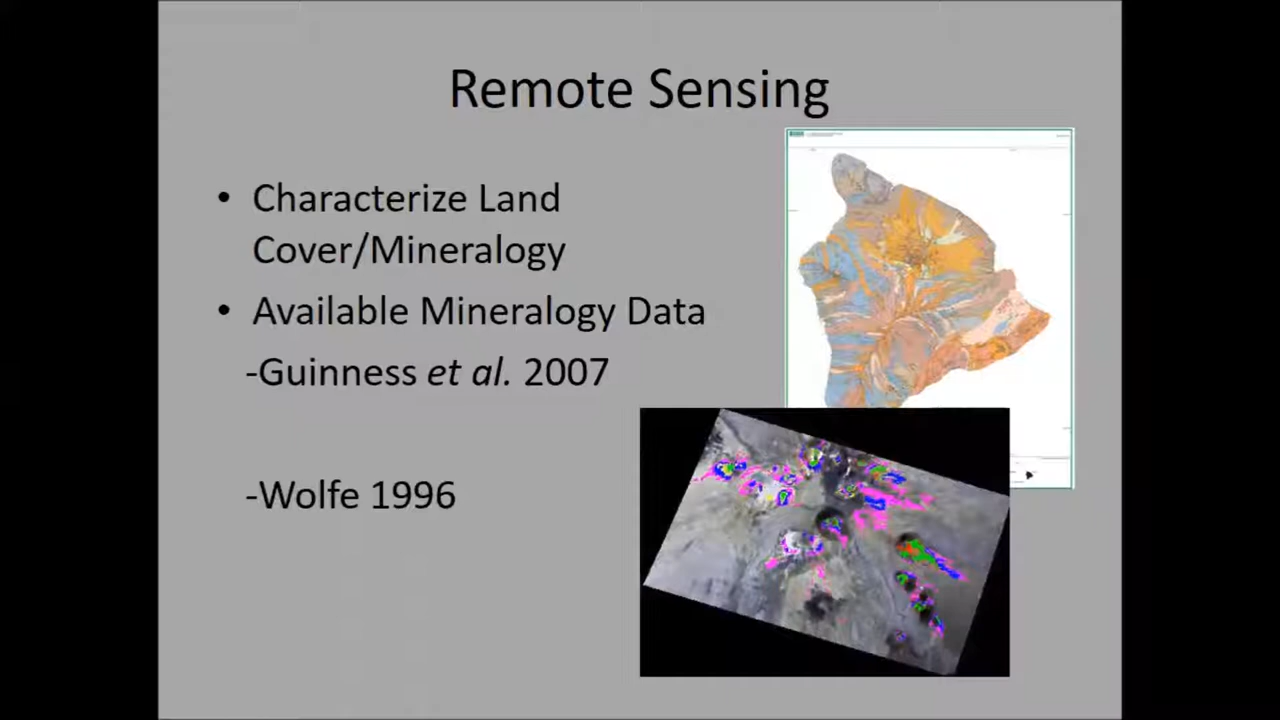 Remote Sensing
• Characterize Land
Cover/Mineralogy
• Available Mineralogy Data
-Guinness et al. 2007
-Wolfe 1996